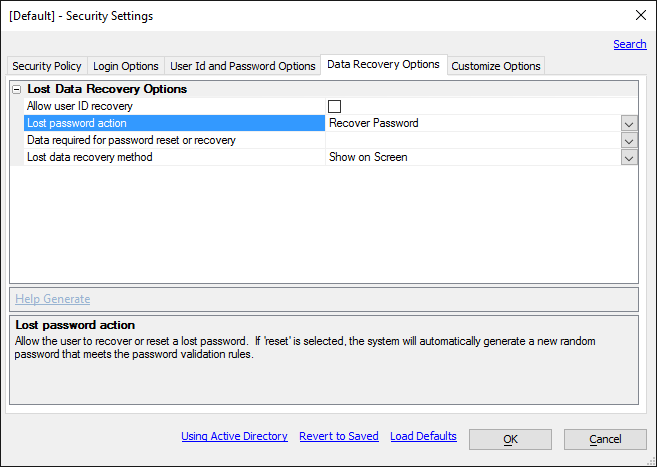 [Default] - Security Settings
Search
Security Policy Login Options User Id and Password Options Data Recovery Options Customize Options
Lost Data Recovery Options
Allow user ID recovery
Lost password action Recover Password
Data required for password reset or recovery
Lost data recovery method Show on Screen
Help Generate
Lost password action
Allow the user to recover or reset a lost password.  If 'reset' is selected, the system will automatically generate a new random
password that meets the password validation rules.
Using Active Directory Revert to Saved Load Defaults OK Cancel